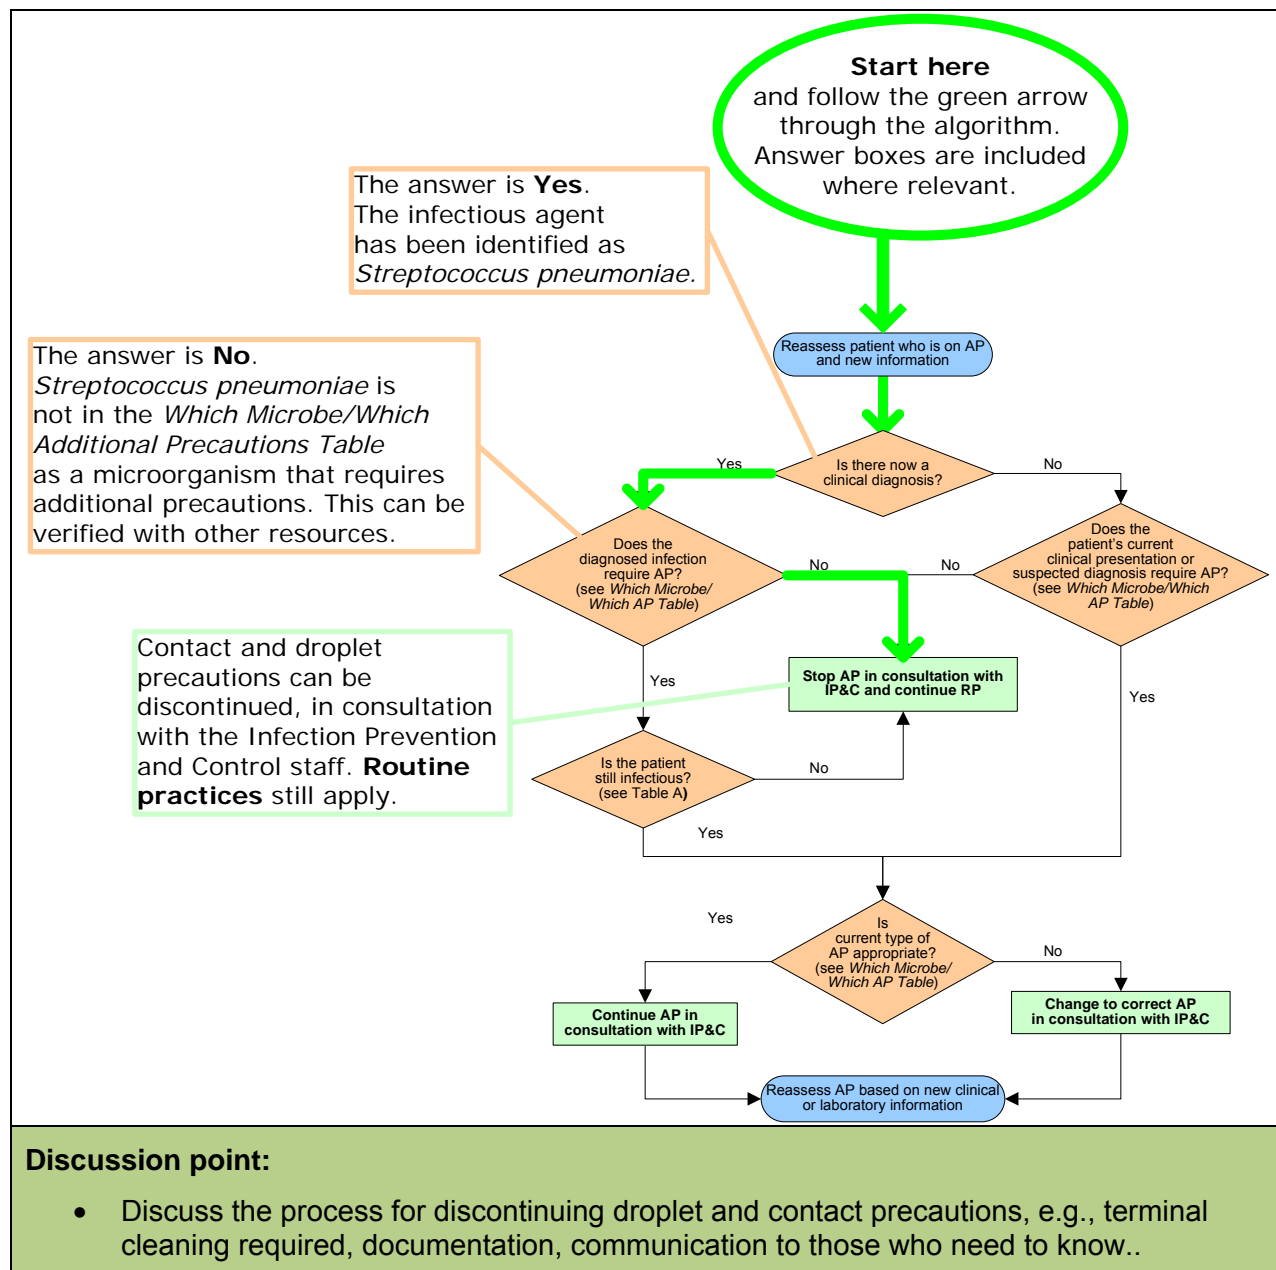 Start here
and follow the green arrow
through the algorithm.
Answer boxes are included
where relevant.
The answer is Yes.
The infectious agent
has been identified as
Streptococcus pneumoniae.
Reassess patient who is on AP
and new information
The answer is No.
Streptococcus pneumoniae is
not in the Which Microbe/Which
Additional Precautions Table
as a microorganism that requires
additional precautions. This can be
verified with other resources.
Is there now a
clinical diagnosis?
Yes
No
Does the
diagnosed infection
require AP?
(see Which Microbe/
Which AP Table)
No
No
Does the
patient's current
clinical presentation or
suspected diagnosis require AP?
(see Which Microbe/Which
AP Table)
Contact and droplet
precautions can be
discontinued, in consultation
with the Infection Prevention
and Control staff. Routine
practices still apply.
Yes
Stop AP in consultation with
IP&C and continue RP
Yes
Is the patient
still infectious?
(see Table A)
No
Yes
Yes
Is
current type of
AP appropriate?
(see Which Microbe/
Which AP Table)
No
Continue AP in
consultation with IP&C
Change to correct AP
in consultation with IP&C
Reassess AP based on new clinical
or laboratory information
Discussion point:
• Discuss the process for discontinuing droplet and contact precautions, e.g., terminal
cleaning required, documentation, communication to those who need to know..